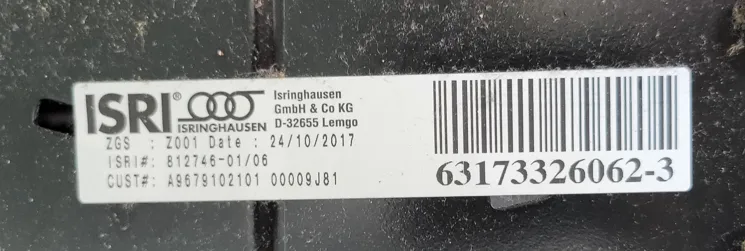 ISRI® ISRINGHAUSEN
Isringhausen
GmbH & Co KG
D-32655 Lemgo
ZGS : Z001 Date : 24/10/2017
ISRI#: 812746-01/06
CUST#: A9679102101 00009J81
63173326062-3